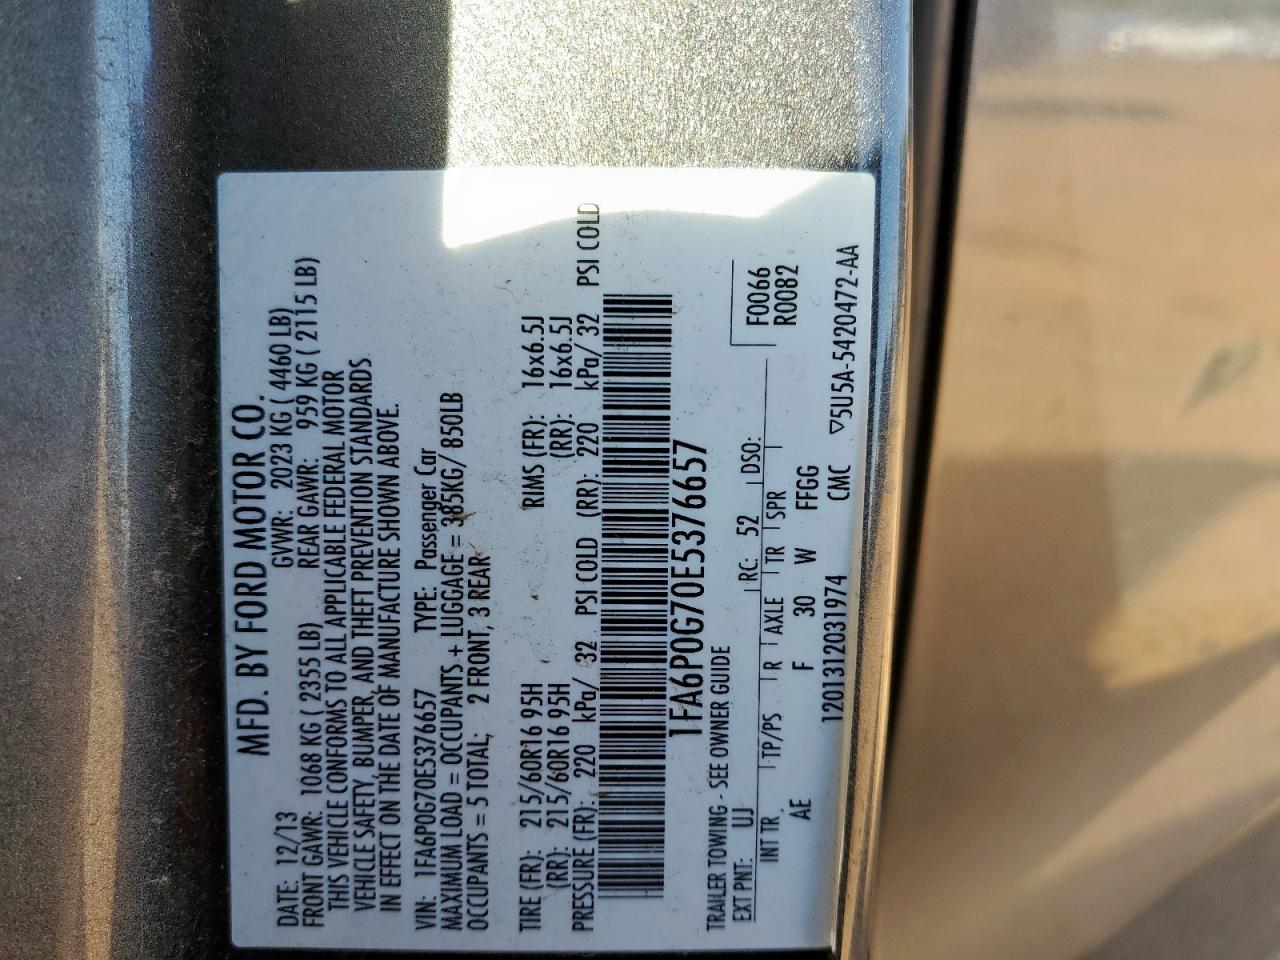 MFD. BY FORD MOTOR CO.
DATE: 12/13 GVWR: 2023 KG ( 4460 LB)
FRONT GAWR: 1068 KG ( 2355 LB) REAR GAWR: 959 KG ( 2115 LB)
THIS VEHICLE CONFORMS TO ALL APPLICABLE FEDERAL MOTOR
VEHICLE SAFETY, BUMPER, AND THEFT PREVENTION STANDARDS
IN EFFECT ON THE DATE OF MANUFACTURE SHOWN ABOVE.
VIN: 1FA6P0G70E5376657 TYPE: Passenger Car
MAXIMUM LOAD = OCCUPANTS + LUGGAGE = 385KG/ 850LB
OCCUPANTS = 5 TOTAL, 2 FRONT, 3 REAR
TIRE (FR): 215/60R16 95H RIMS (FR): 16x6.5J
(RR): 215/60R16 95H (RR): 16x6.5J
PRESSURE (FR): 220 kPa/ 32 PSI COLD (RR): 220 kPa/ 32 PSI COLD
1FA6P0G70E5376657
TRAILER TOWING - SEE OWNER GUIDE F0066
R0082
EXT PNT: UJ RC: 52 DSO:
INT TR TP/PS R AXLE TR SPR
AE F 30 W FFGG
12013112031974 CMC ▽5U5A-5420472-AA